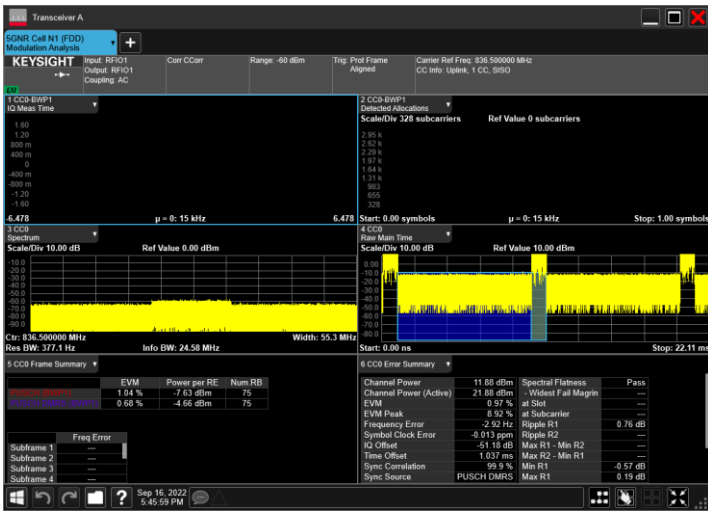 Transceiver A
5GNR Cell N1 (FDD)
Modulation Analysis
KEYSIGHT
Input: RFIO1
Output: RFIO1
Coupling: AC
Corr CCorr
Range: -60 dBm
Trig: Prot Frame
Aligned
Carrier Ref Freq: 836.500000 MHz
CC Info: Uplink, 1 CC, SISO
1 CC0-BWP1
IQ Meas Time
1.60
1.20
800 m
400 m
0
-400 m
-800 m
-1.20
-1.60
-6.478 µ = 0: 15 kHz 6.478
2 CC0-BWP1
Detected Allocations
Scale/Div 328 subcarriers Ref Value 0 subcarriers
2.95 k
2.62 k
2.29 k
1.97 k
1.64 k
1.31 k
983
655
328
Start: 0.00 symbols µ = 0: 15 kHz Stop: 1.00 symbols
3 CC0
Spectrum
Scale/Div 10.00 dB Ref Value 0.00 dBm
-10.0
-20.0
-30.0
-40.0
-50.0
-60.0
-70.0
-80.0
-90.0
Ctr: 836.500000 MHz Width: 55.3 MHz
Res BW: 377.1 Hz Info BW: 24.58 MHz
4 CC0
Raw Main Time
Scale/Div 10.00 dB Ref Value 10.00 dBm
0.00
-10.0
-20.0
-30.0
-40.0
-50.0
-60.0
-70.0
-80.0
Start: 0.00 ns Stop: 22.11 ms
5 CC0 Frame Summary
EVM Power per RE Num.RB
1.04 % -7.63 dBm 75
0.68 % -4.66 dBm 75
Freq Error
Subframe 1 ---
Subframe 2 ---
Subframe 3 ---
Subframe 4 ---
6 CC0 Error Summary
Channel Power 11.88 dBm Spectral Flatness Pass
Channel Power (Active) 21.88 dBm - Widest Fail Magrin ---
EVM 0.97 % at Slot ---
EVM Peak 8.92 % at Subcarrier ---
Frequency Error -2.92 Hz Ripple R1 0.76 dB
Symbol Clock Error -0.013 ppm Ripple R2 ---
IQ Offset -51.18 dB Max R1 - Min R2 ---
Time Offset 1.037 ms Max R2 - Min R1 ---
Sync Correlation 99.9 % Min R1 -0.57 dB
Sync Source PUSCH DMRS Max R1 0.19 dB
?
Sep 16, 2022
5:45:59 PM